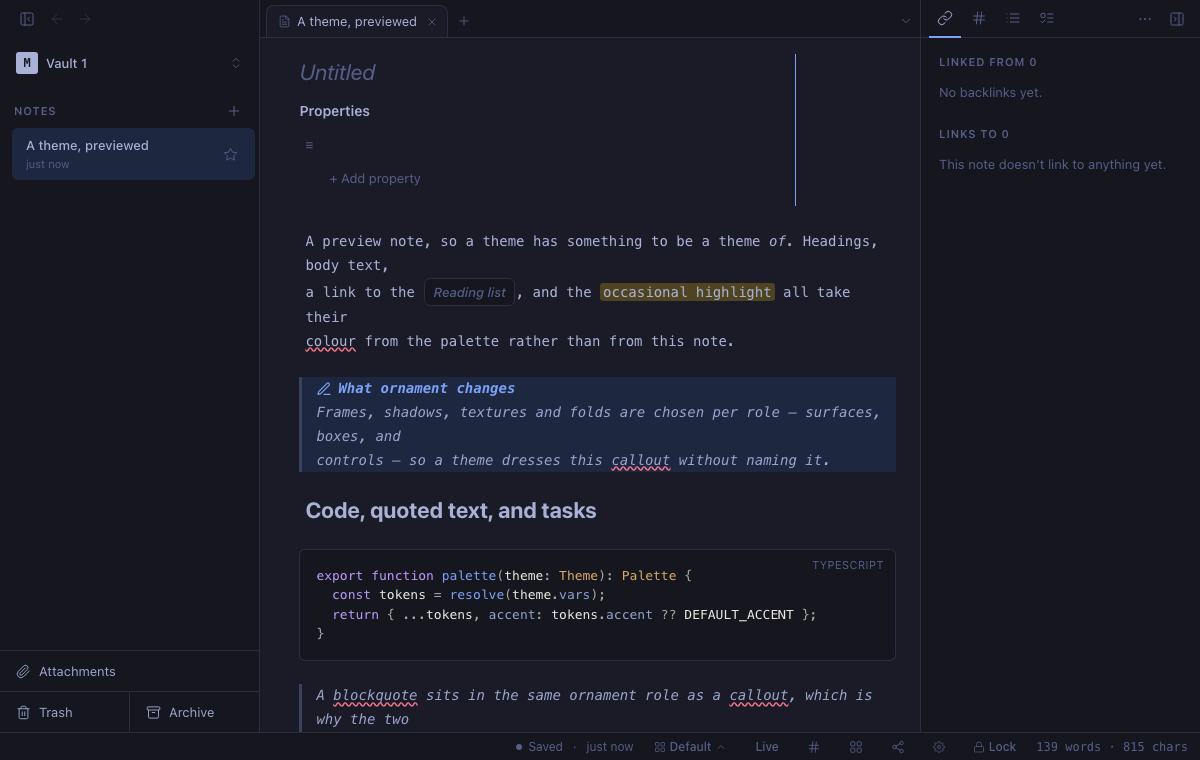 A theme, previewed
M
Vault 1
NOTES
A theme, previewed
just now
Attachments
Trash
Archive
Untitled
Properties
+ Add property
A preview note, so a theme has something to be a theme of. Headings,
body text,
a link to the Reading list, and the occasional highlight all take
their
colour from the palette rather than from this note.
What ornament changes
Frames, shadows, textures and folds are chosen per role — surfaces,
boxes, and
controls — so a theme dresses this callout without naming it.
Code, quoted text, and tasks
TYPESCRIPT
export function palette(theme: Theme): Palette {
const tokens = resolve(theme.vars);
return { ...tokens, accent: tokens.accent ?? DEFAULT_ACCENT };
}
A blockquote sits in the same ornament role as a callout, which is
why the two
LINKED FROM 0
No backlinks yet.
LINKS TO 0
This note doesn't link to anything yet.
Saved · just now
Default
Live
Lock
139 words · 815 chars